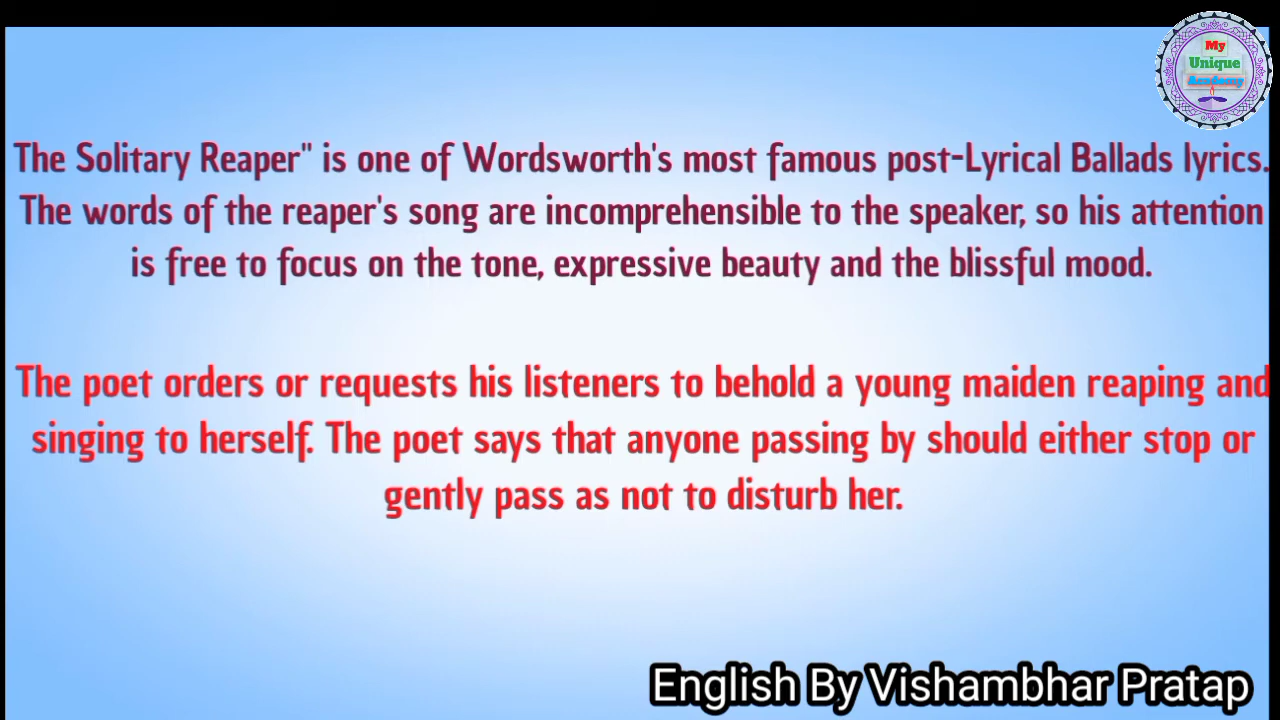 My
Unique
Academy
The Solitary Reaper" is one of Wordsworth's most famous post-Lyrical Ballads lyrics.
The words of the reaper's song are incomprehensible to the speaker, so his attention
is free to focus on the tone, expressive beauty and the blissful mood.
The poet orders or requests his listeners to behold a young maiden reaping and
singing to herself. The poet says that anyone passing by should either stop or
gently pass as not to disturb her.
English By Vishambhar Pratap